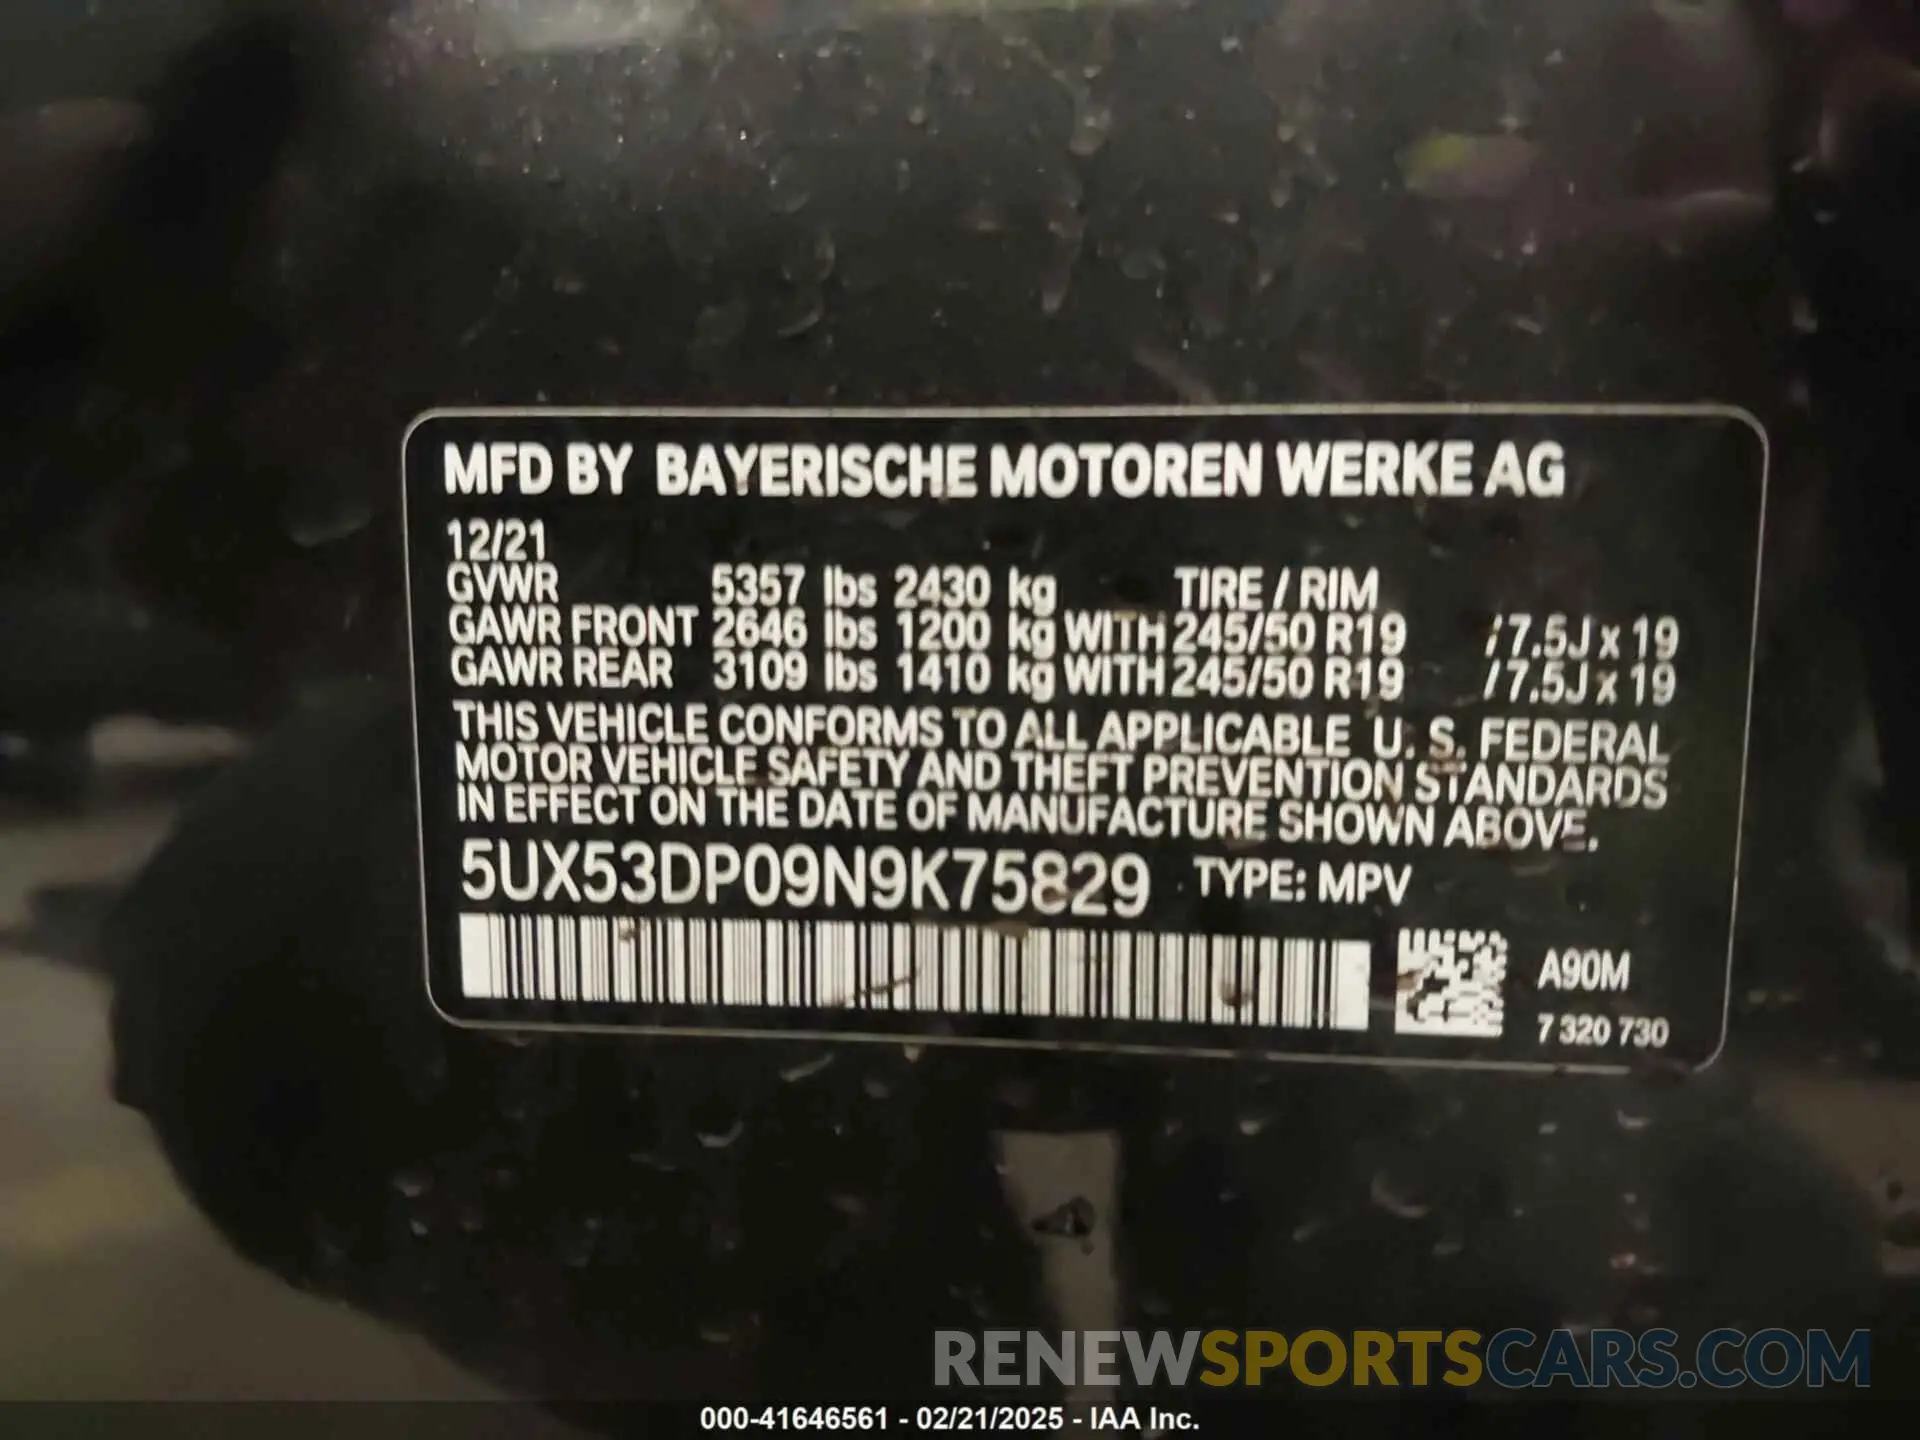 MFD BY BAYERISCHE MOTOREN WERKE AG
12/21
GVWR 5357 lbs 2430 kg TIRE / RIM
GAWR FRONT 2646 lbs 1200 kg WITH 245/50 R19 / 7.5J x 19
GAWR REAR 3109 lbs 1410 kg WITH 245/50 R19 / 7.5J x 19
THIS VEHICLE CONFORMS TO ALL APPLICABLE U. S. FEDERAL
MOTOR VEHICLE SAFETY AND THEFT PREVENTION STANDARDS
IN EFFECT ON THE DATE OF MANUFACTURE SHOWN ABOVE.
5UX53DP09N9K75829 TYPE: MPV
A90M
7 320 730
RENEWSPORTSCARS.COM
000-41646561 - 02/21/2025 - IAA Inc.